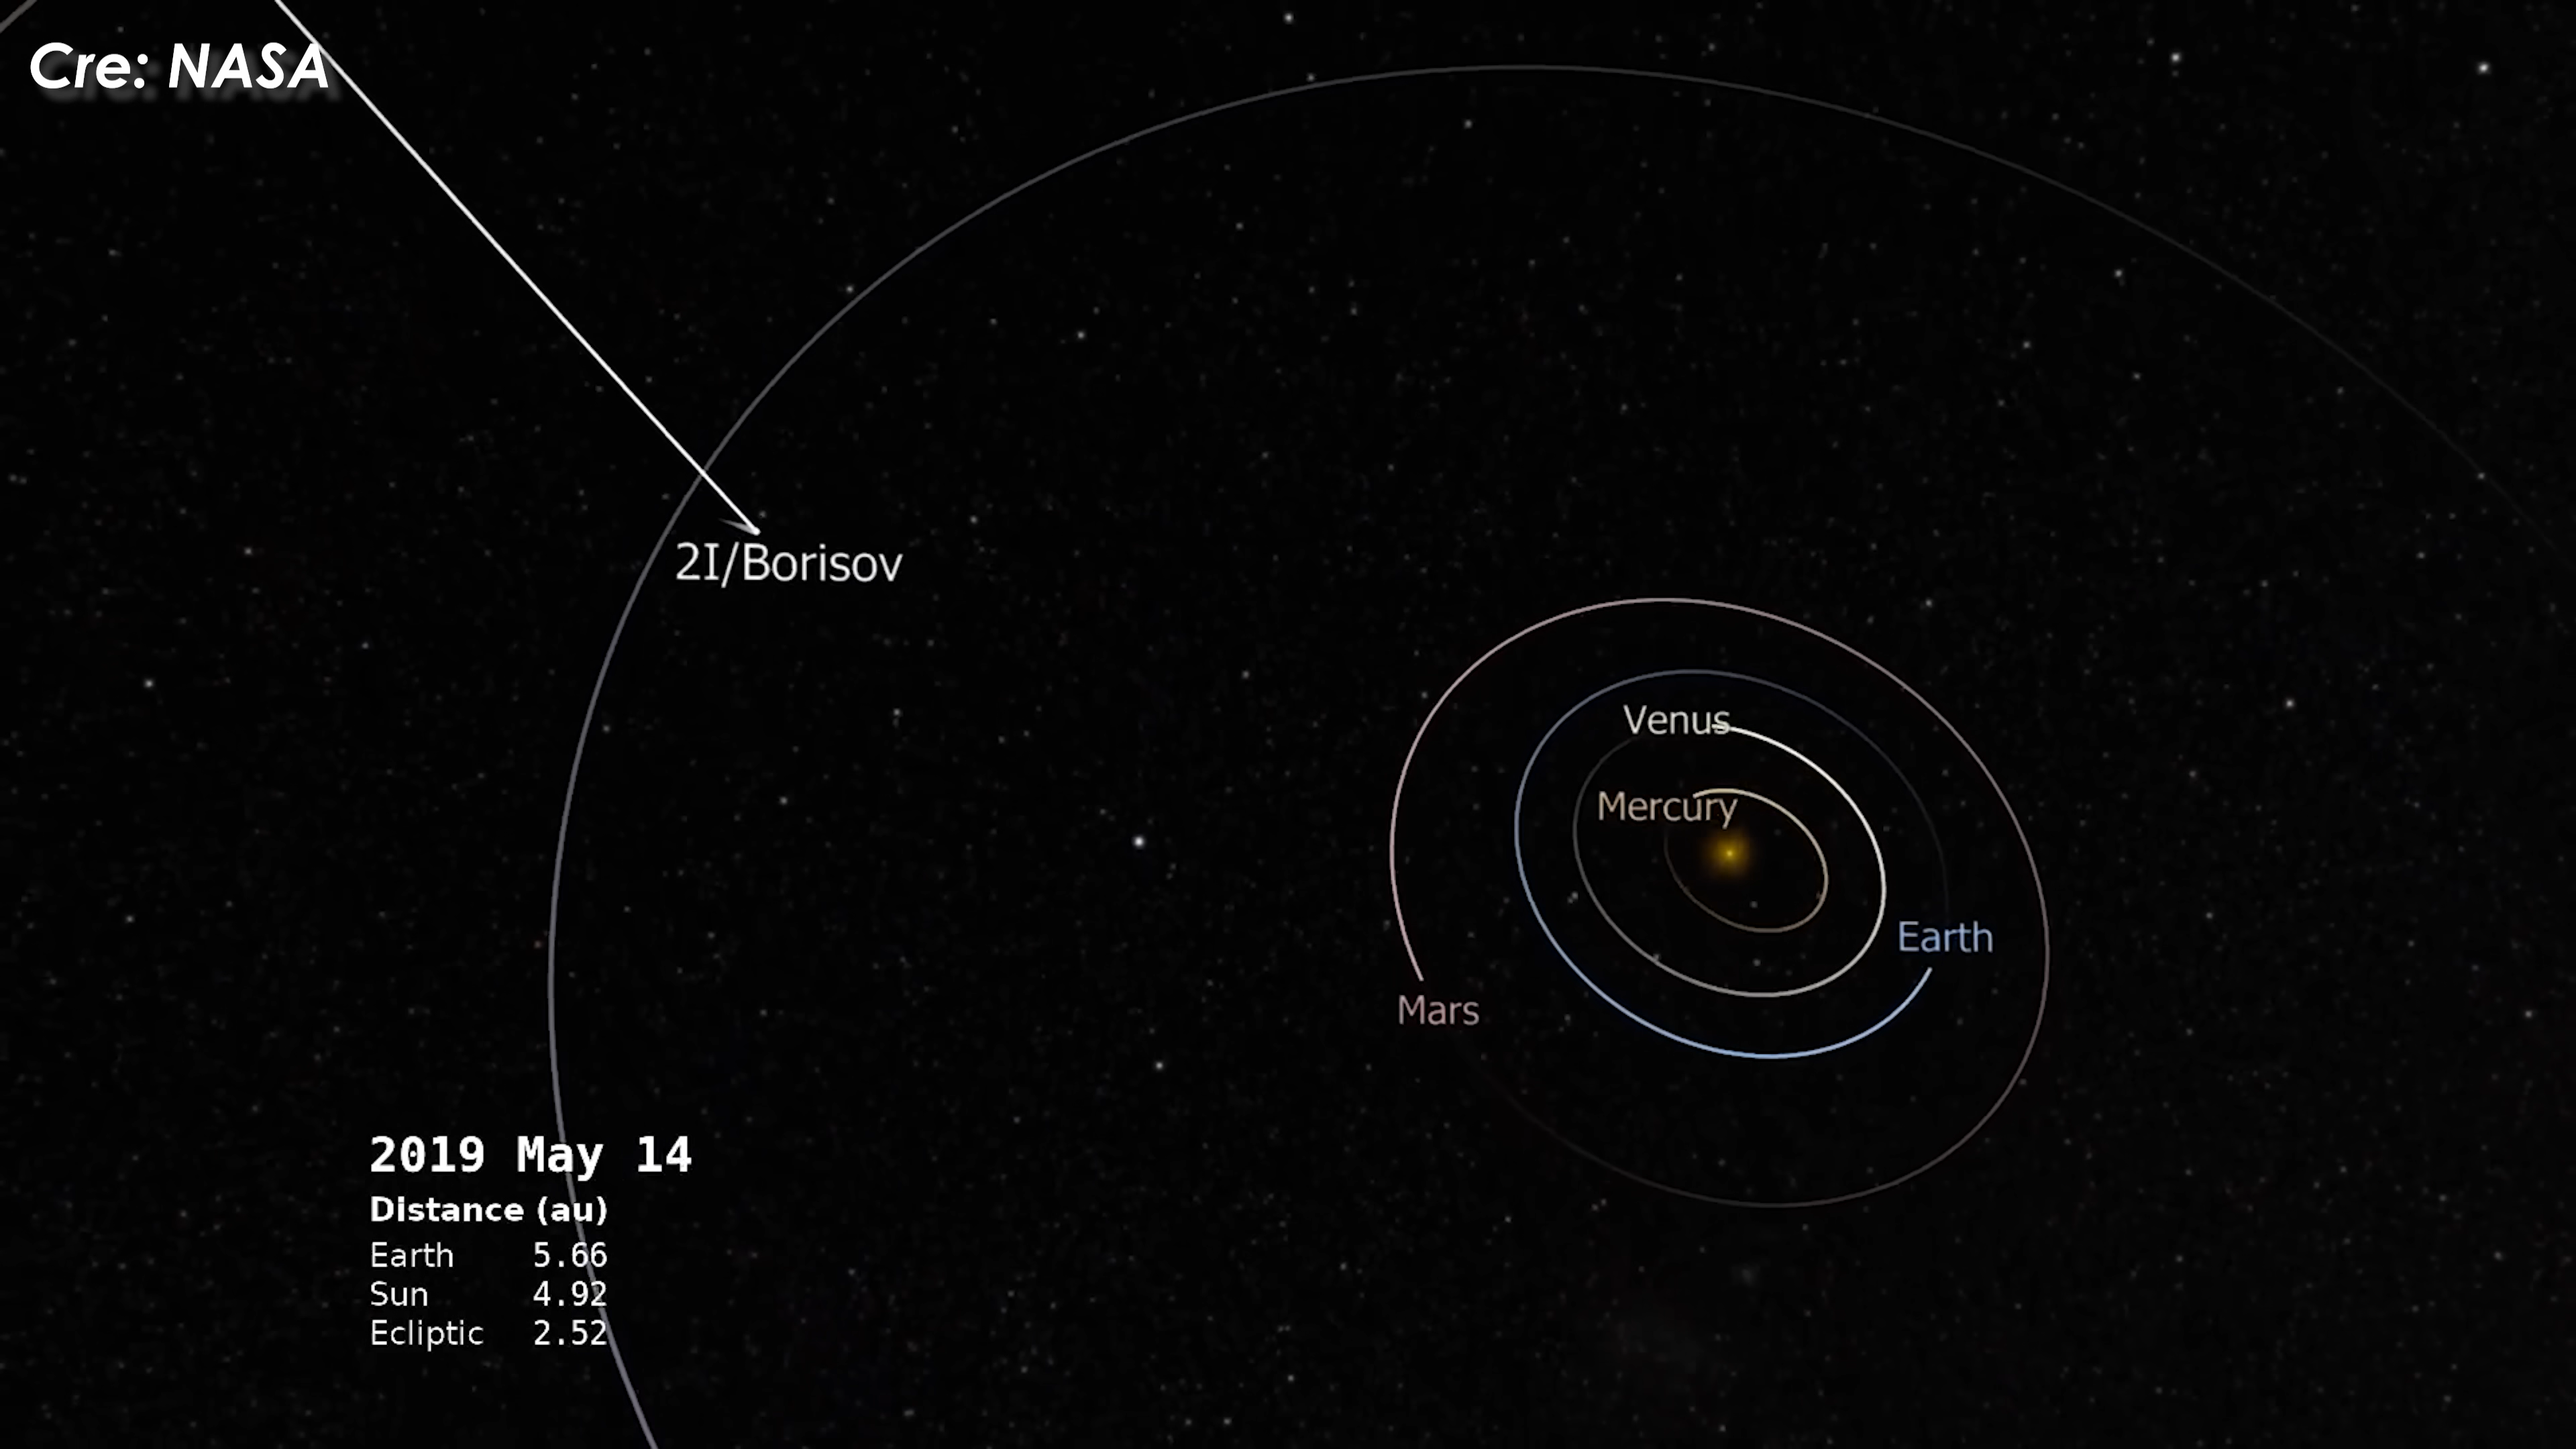 Cre: NASA
2I/Borisov
Venus
Mercury
Earth
Mars
2019 May 14
Distance (au)
Earth 5.66
Sun 4.92
Ecliptic 2.52